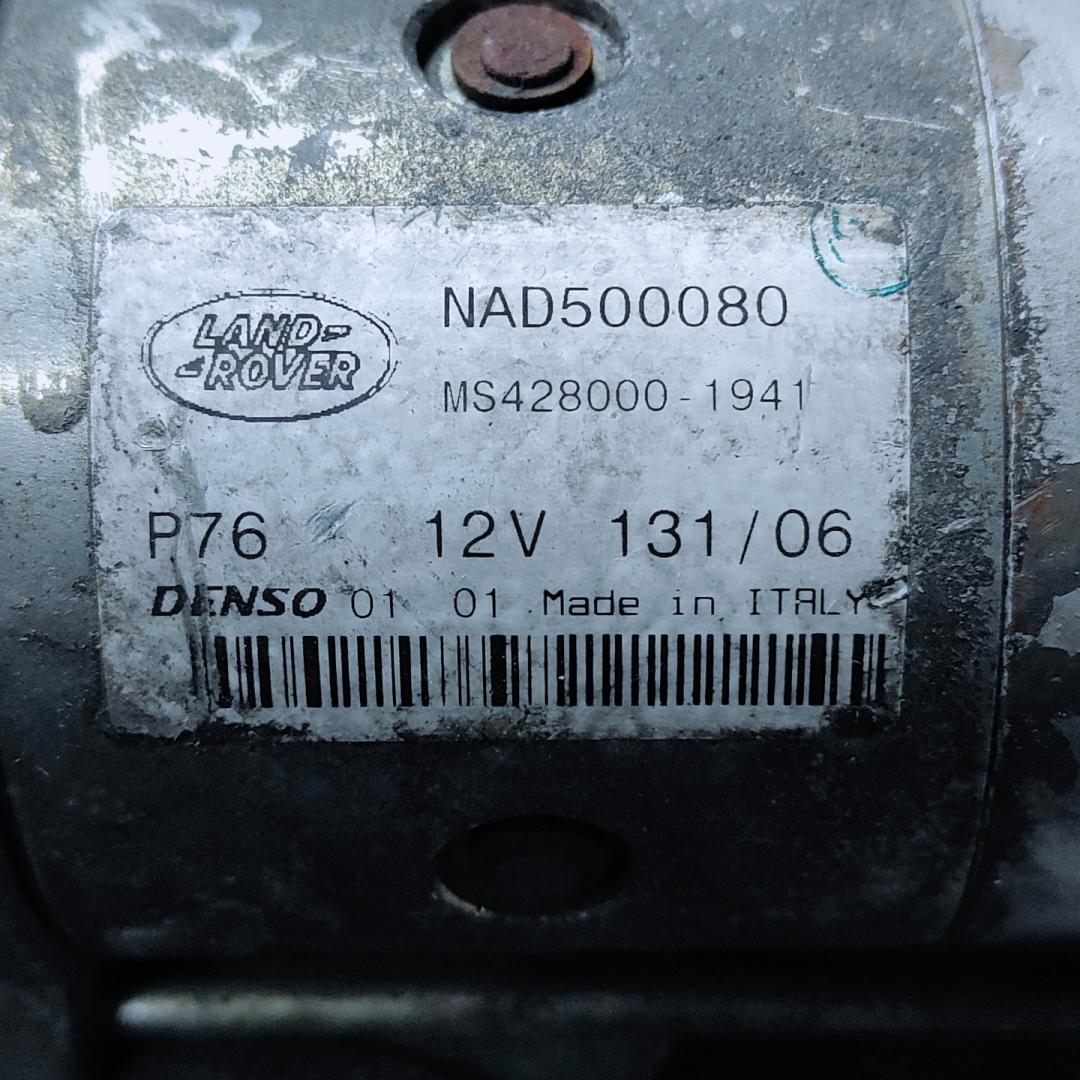 LAND-
-ROVER
NAD500080
MS428000-1941
P76 12V 131/06
DENSO 01 01 Made in ITALY